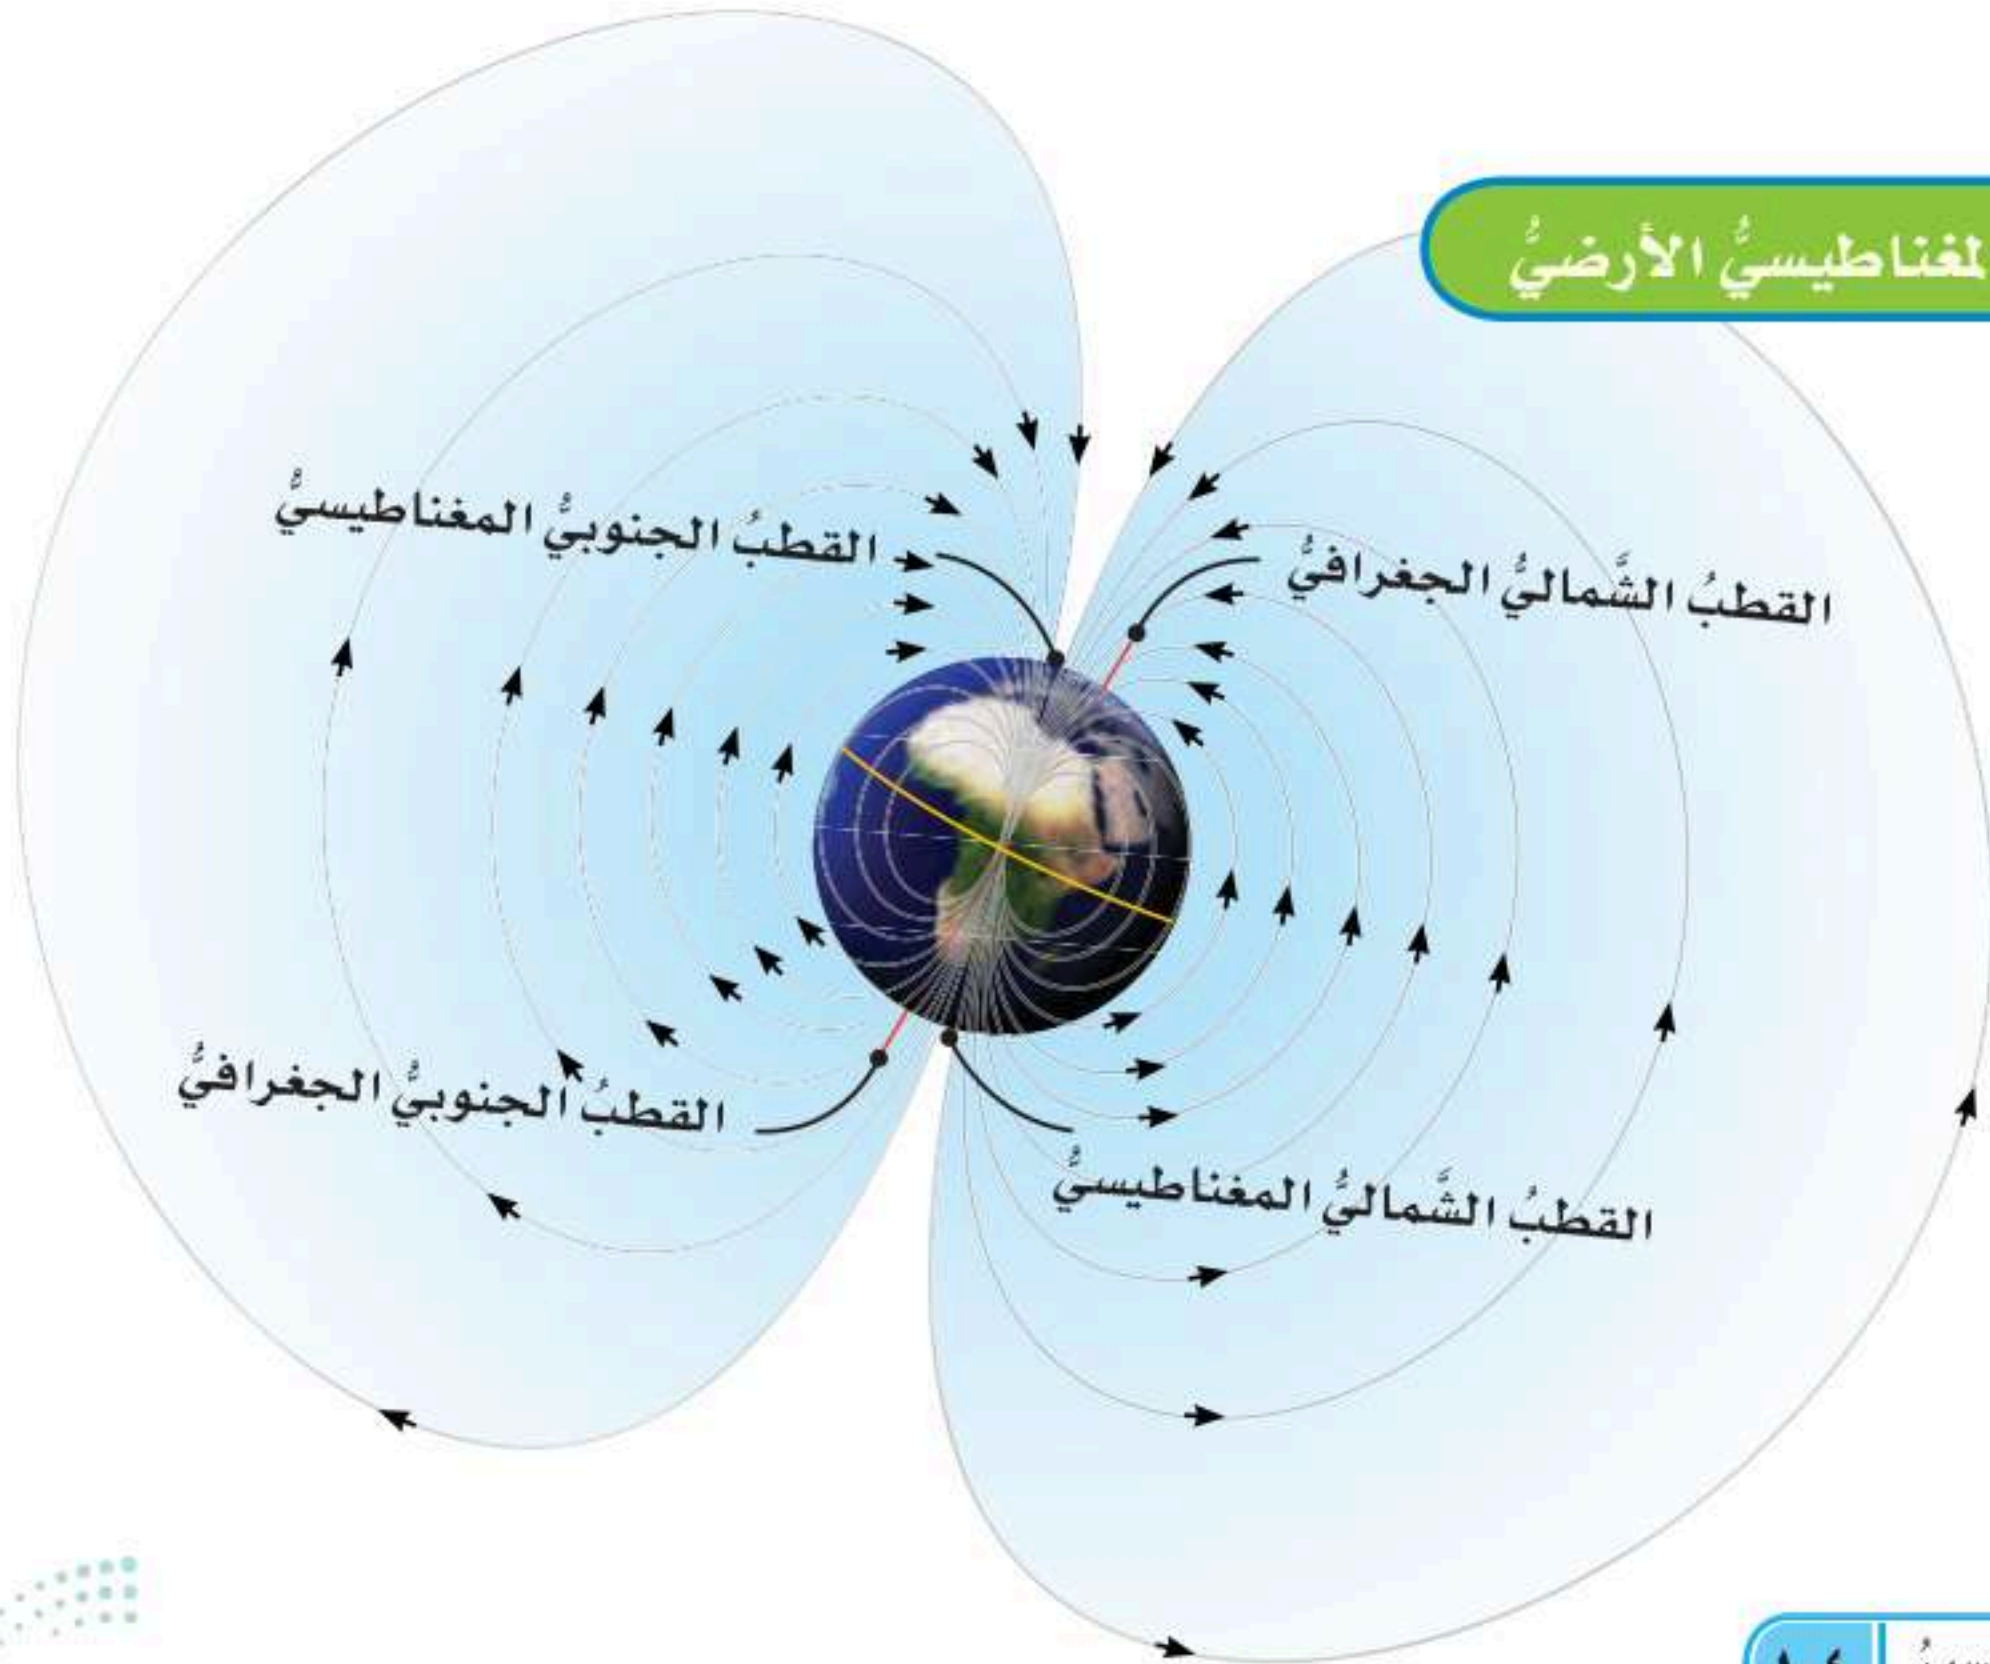 لمغناطيسيُّ الأرضيُّ
القطبُ الجنوبيُّ المغناطيسيُّ
القطبُ الشَّماليُّ الجغرافيُّ
القطبُ الجنوبيُّ الجغرافيُّ
القطبُ الشَّماليُّ المغناطيسيُّ